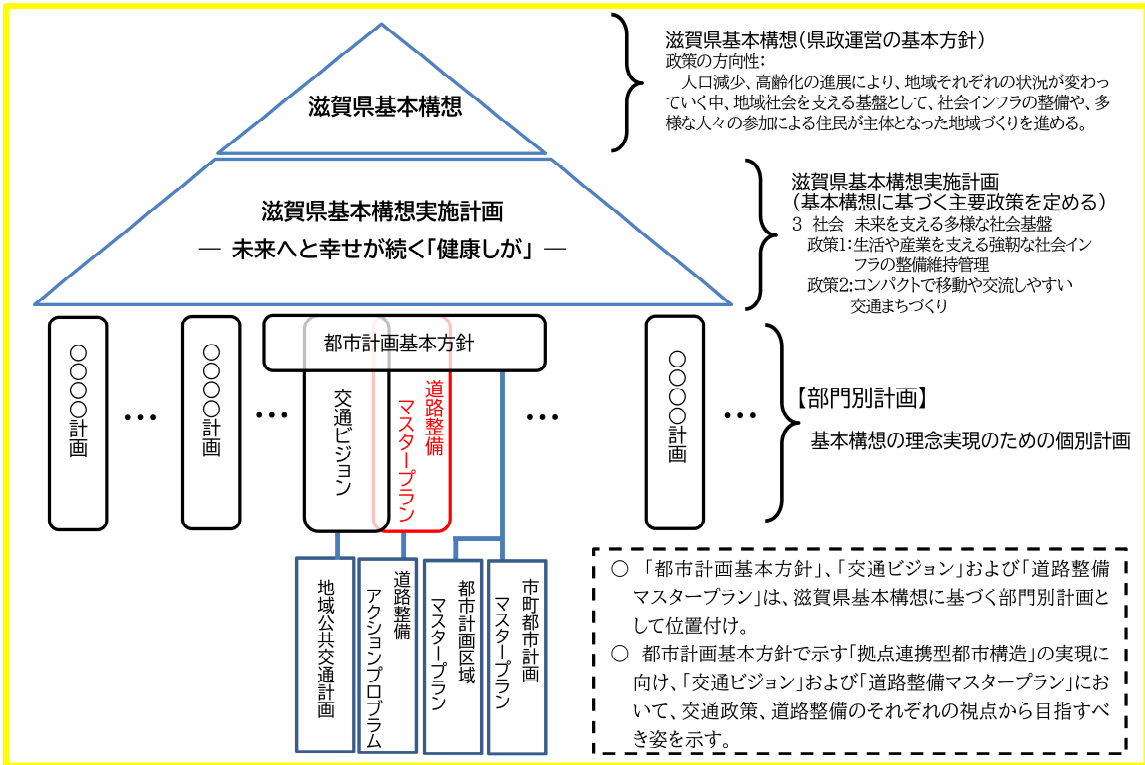 滋賀県基本構想
滋賀県基本構想(県政運営の基本方針)
政策の方向性:
人口減少、高齢化の進展により、地域それぞれの状況が変わっ
ていく中、地域社会を支える基盤として、社会インフラの整備や、多
様な人々の参加による住民が主体となった地域づくりを進める。
滋賀県基本構想実施計画
― 未来へと幸せが続く「健康しが」 ―
滋賀県基本構想実施計画
(基本構想に基づく主要政策を定める)
3 社会 未来を支える多様な社会基盤
政策1:生活や産業を支える強靭な社会イン
フラの整備維持管理
政策2:コンパクトで移動や交流しやすい
交通まちづくり
〇〇〇〇計画
…
〇〇〇〇計画
…
都市計画基本方針
交通ビジョン
道路整備
マスタープラン
…
〇〇〇〇計画
…
【部門別計画】
基本構想の理念実現のための個別計画
地域公共交通計画
道路整備
アクションプログラム
都市計画区域
マスタープラン
市町都市計画
マスタープラン
〇 「都市計画基本方針」、「交通ビジョン」および「道路整備
マスタープラン」は、滋賀県基本構想に基づく部門別計画と
して位置付け。
〇 都市計画基本方針で示す「拠点連携型都市構造」の実現に
向け、「交通ビジョン」および「道路整備マスタープラン」にお
いて、交通政策、道路整備のそれぞれの視点から目指すべ
き姿を示す。